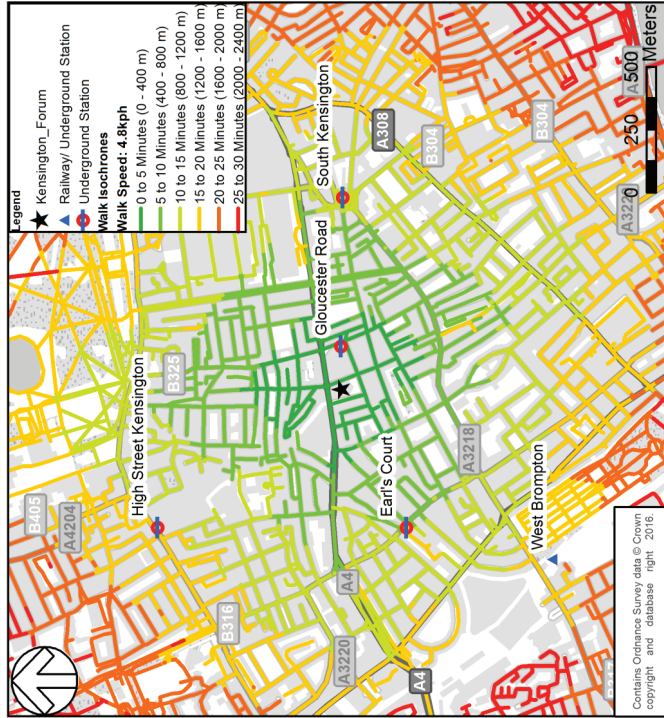 Legend
Kensington_Forum
Railway/ Underground Station
Underground Station
Walk Isochrones
Walk Speed: 4.8kph
0 to 5 Minutes (0 - 400 m)
5 to 10 Minutes (400 - 800 m)
10 to 15 Minutes (800 - 1200 m)
15 to 20 Minutes (1200 - 1600 m)
20 to 25 Minutes (1600 - 2000 m)
25 to 30 Minutes (2000 - 2400 m)
B405
A4204
High Street Kensington
B325
B316
Gloucester Road
South Kensington
A308
B304
B304
A3220
A4
A4
Earl's Court
A3218
West Brompton
0 250 500
Meters
Contains Ordnance Survey data © Crown
copyright and database right 2016.